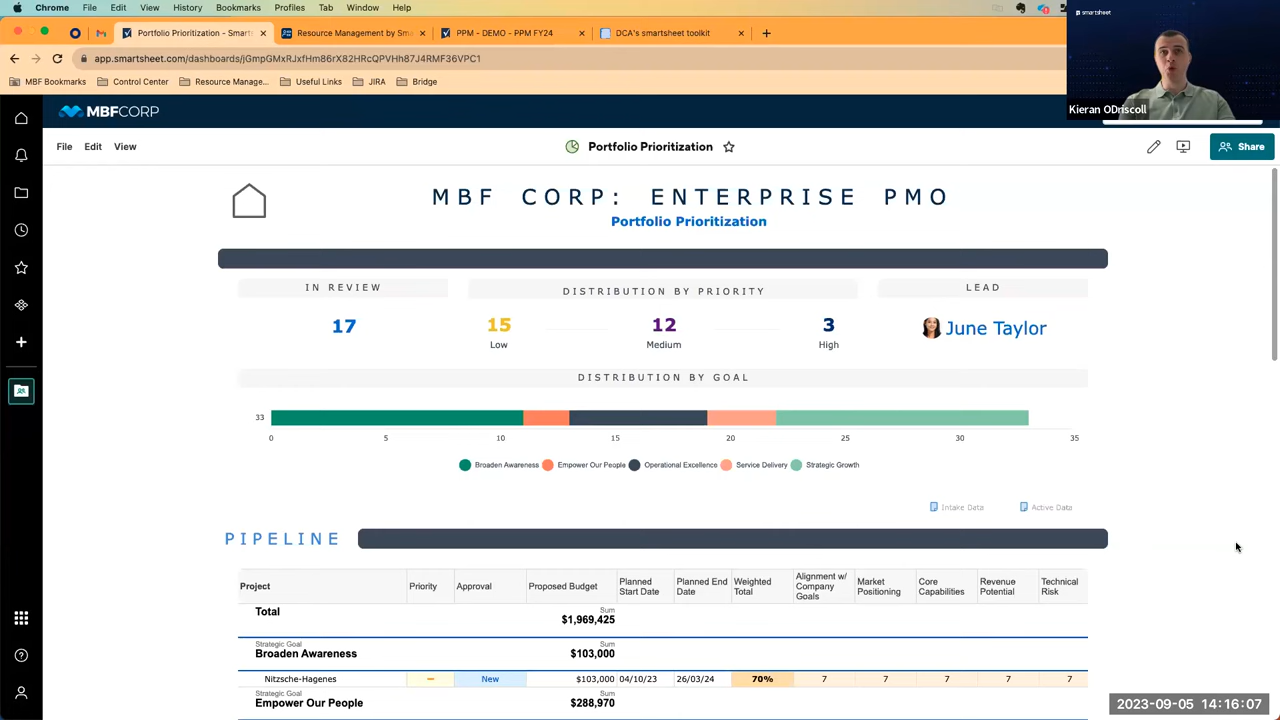 Chrome File Edit View History Bookmarks Profiles Tab Window Help
smartsheet
Portfolio Prioritization - Smarts
Resource Management by Sma
PPM - DEMO - PPM FY24
DCA's smartsheet toolkit
app.smartsheet.com/dashboards/jGmpGMxRJxfHm86rX82HRcQPVHh87J4RMF36VPC1
MBF Bookmarks Control Center Resource Manage... Useful Links JIRA Bridge
Kieran ODriscoll
MBFCORP
File Edit View
Portfolio Prioritization
Share
MBF CORP: ENTERPRISE PMO
Portfolio Prioritization
IN REVIEW
DISTRIBUTION BY PRIORITY
LEAD
17
15
12
3
June Taylor
Low
Medium
High
DISTRIBUTION BY GOAL
33
0 5 10 15 20 25 30 35
Broaden Awareness Empower Our People Operational Excellence Service Delivery Strategic Growth
Intake Data Active Data
PIPELINE
Project
Priority
Approval
Proposed Budget
Planned Start Date
Planned End Date
Weighted Total
Alignment w/ Company Goals
Market Positioning
Core Capabilities
Revenue Potential
Technical Risk
Total
Sum
$1,969,425
Strategic Goal
Sum
Broaden Awareness
$103,000
Nitzsche-Hagenes New $103,000 04/10/23 26/03/24 70% 7 7 7 7 7
Strategic Goal
Sum
Empower Our People
$288,970
2023-09-05 14:16:07